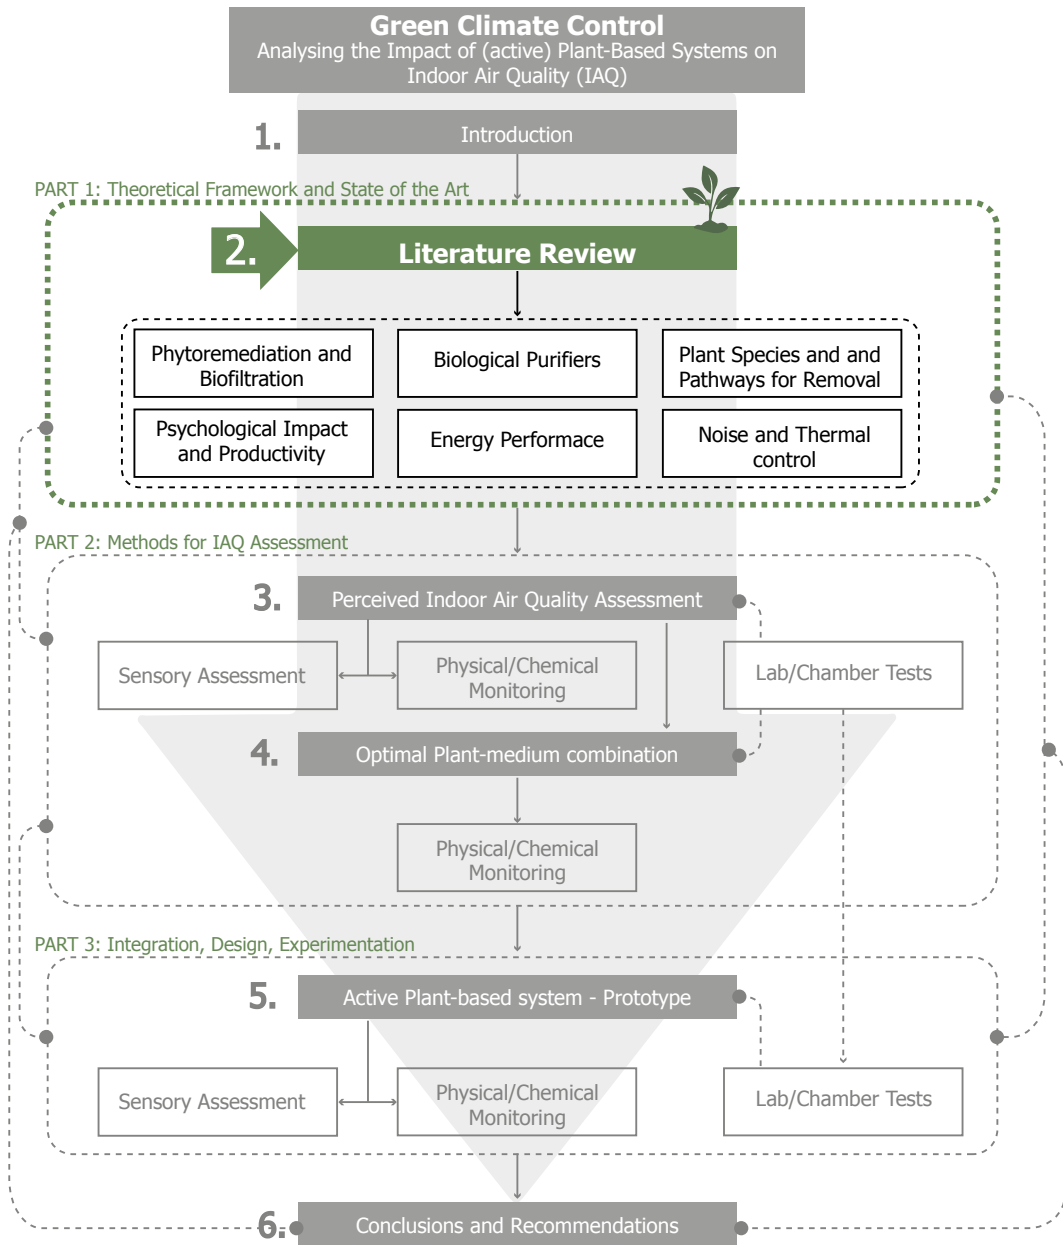 Green Climate Control
Analysing the Impact of (active) Plant-Based Systems on
Indoor Air Quality (IAQ)
1.
Introduction
PART 1: Theoretical Framework and State of the Art
2.
Literature Review
Phytoremediation and
Biofiltration
Biological Purifiers
Plant Species and and
Pathways for Removal
Psychological Impact
and Productivity
Energy Performace
Noise and Thermal
control
PART 2: Methods for IAQ Assessment
3.
Perceived Indoor Air Quality Assessment
Sensory Assessment
Physical/Chemical
Monitoring
Lab/Chamber Tests
4.
Optimal Plant-medium combination
Physical/Chemical
Monitoring
PART 3: Integration, Design, Experimentation
5.
Active Plant-based system - Prototype
Sensory Assessment
Physical/Chemical
Monitoring
Lab/Chamber Tests
6.
Conclusions and Recommendations